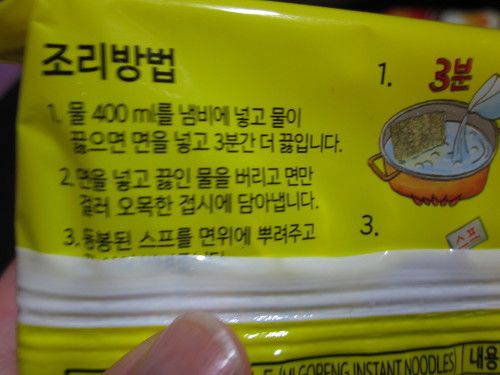 조리방법
1. 물 400 ml를 냄비에 넣고 물이
끓으면 면을 넣고 3분간 더 끓입니다.
2. 면을 넣고 끓인 물을 버리고 면만
걸러 오목한 접시에 담아냅니다.
3. 동봉된 스프를 면위에 뿌려주고
1. 3분
3.
스프
(MI GORENG INSTANT NOODLES) 내용